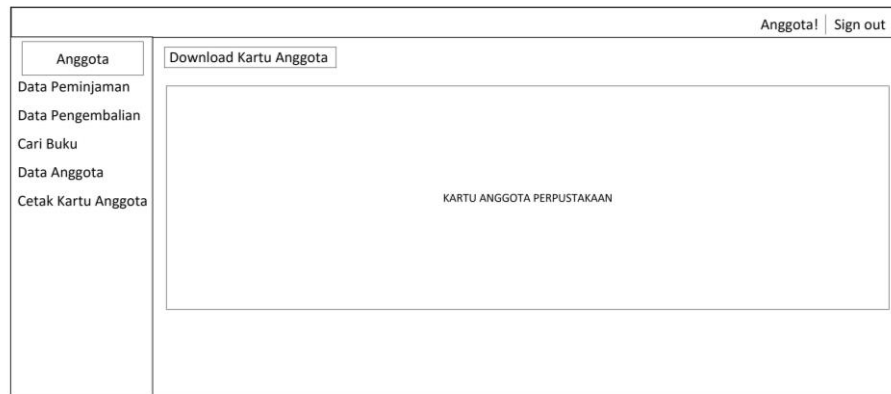 Anggota! Sign out
Anggota
Data Peminjaman
Data Pengembalian
Cari Buku
Data Anggota
Cetak Kartu Anggota
Download Kartu Anggota
KARTU ANGGOTA PERPUSTAKAAN